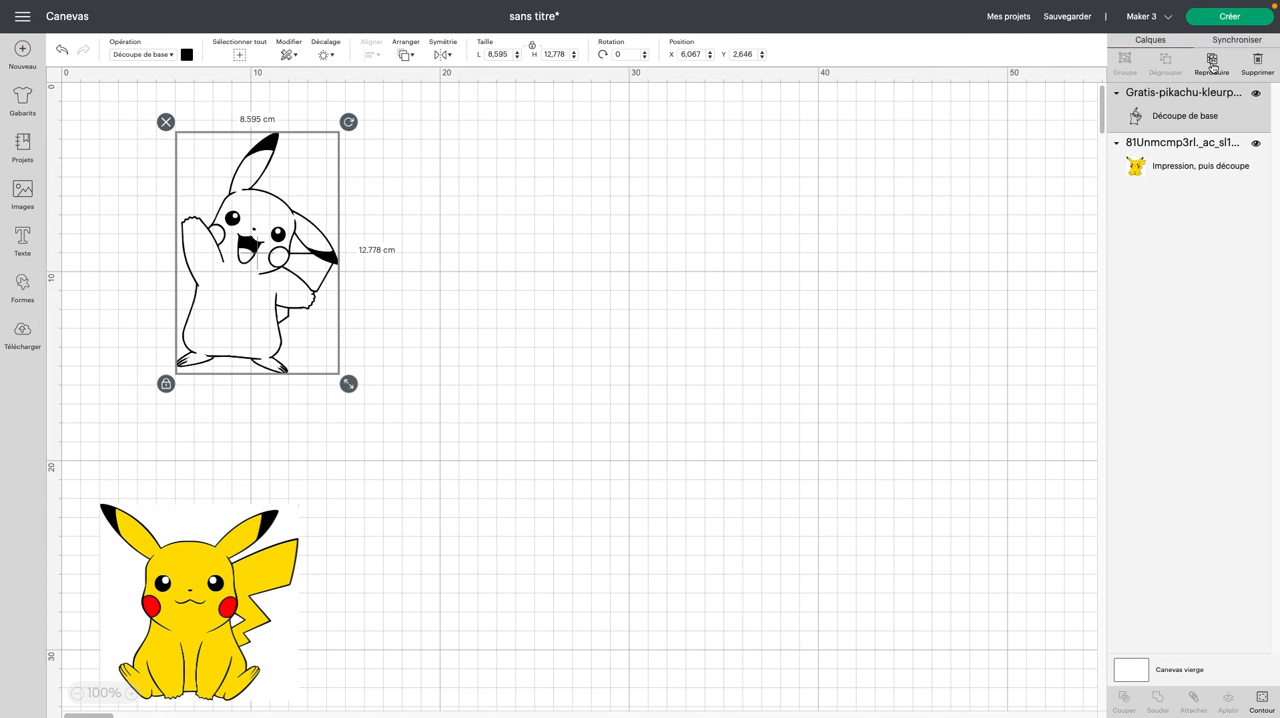 Canevas
sans titre*
Mes projets
Sauvegarder
|
Maker 3
Créer
Opération
Découpe de base
Sélectionner tout
Modifier
Décalage
Aligner
Arranger
Symétrie
Taille
L 8,595
H 12,778
Rotation
0
Position
X 6,067
Y 2,646
Calques
Synchroniser
Groupe
Dégrouper
Reproduire
Supprimer
Nouveau
Gabarits
Projets
Images
Texte
Formes
Télécharger
0
10
20
30
40
50
0
10
20
30
8.595 cm
12.778 cm
Gratis-pikachu-kleurp...
Découpe de base
81Unmcmp3rl._ac_sl1...
Impression, puis découpe
100%
Canevas vierge
Couper
Souder
Attacher
Aplatir
Contour